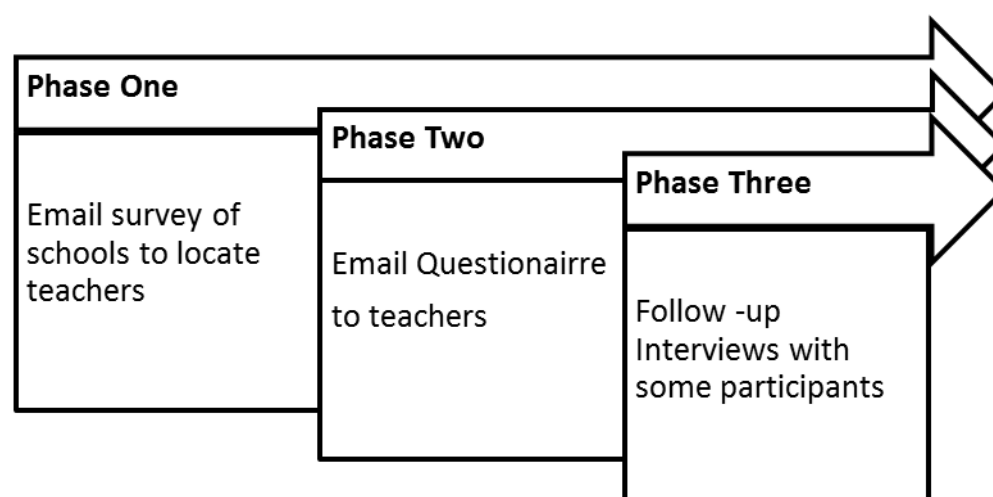 Phase One
Email survey of
schools to locate
teachers
Phase Two
Email Questionairre
to teachers
Phase Three
Follow -up
Interviews with
some participants